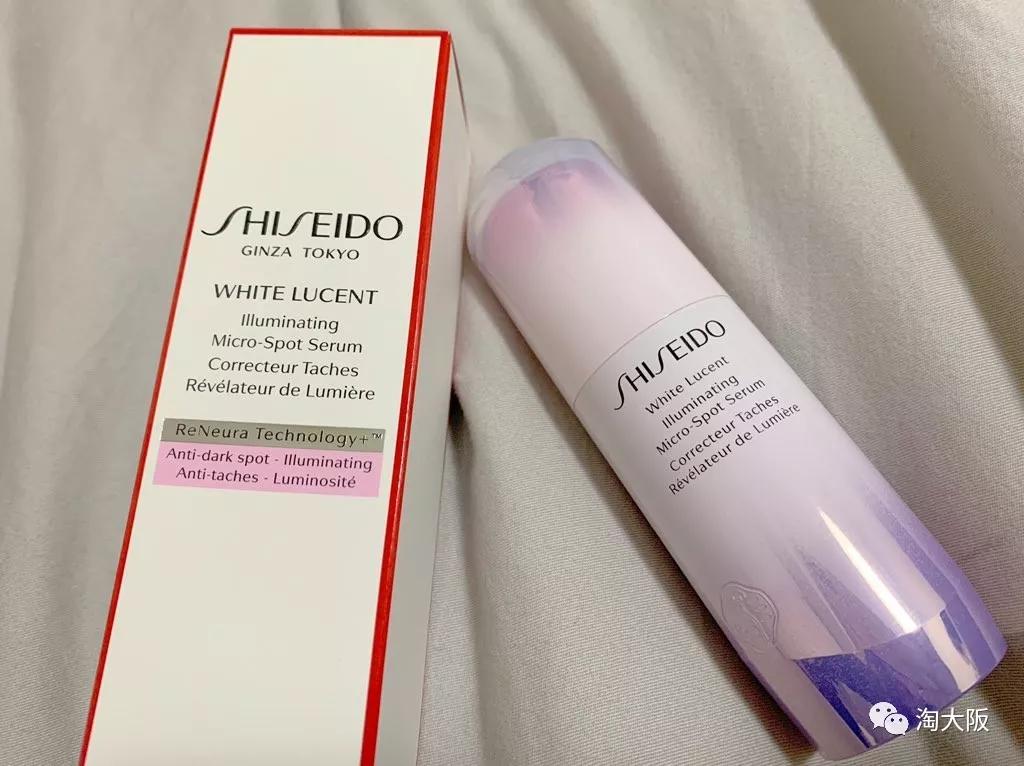 SHISEIDO
GINZA TOKYO
WHITE LUCENT
Illuminating
Micro-Spot Serum
Correcteur Taches
Révélateur de Lumière
ReNeura Technology+™
Anti-dark spot - Illuminating
Anti-taches - Luminosité
SHISEIDO
White Lucent
Illuminating
Micro-Spot Serum
Correcteur Taches
Révélateur de Lumière
淘大阪